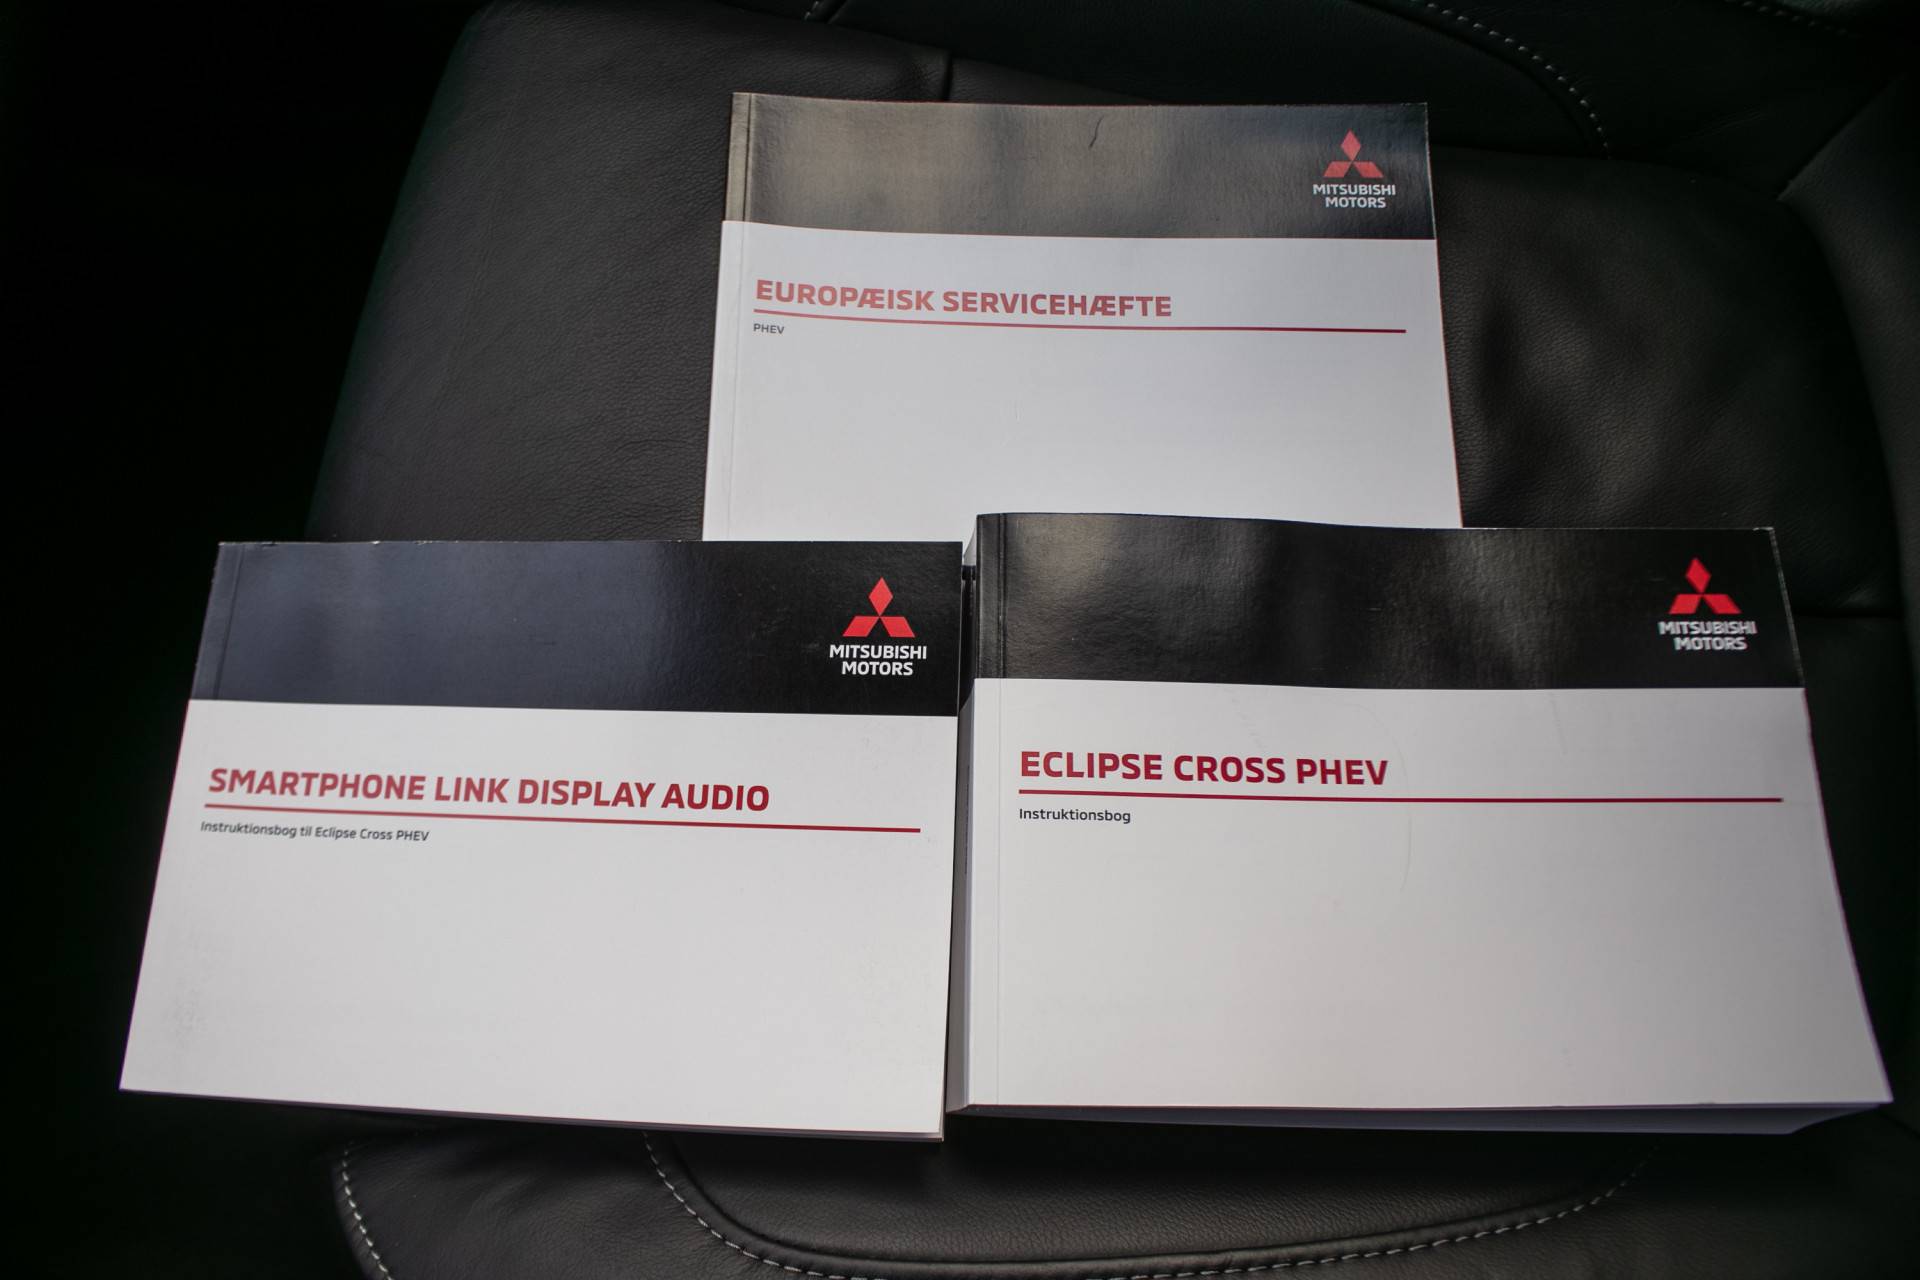 MITSUBISHI
MOTORS
EUROPÆISK SERVICEHÆFTE
PHEV
MITSUBISHI
MOTORS
SMARTPHONE LINK DISPLAY AUDIO
Instruktionsbog til Eclipse Cross PHEV
MITSUBISHI
MOTORS
ECLIPSE CROSS PHEV
Instruktionsbog